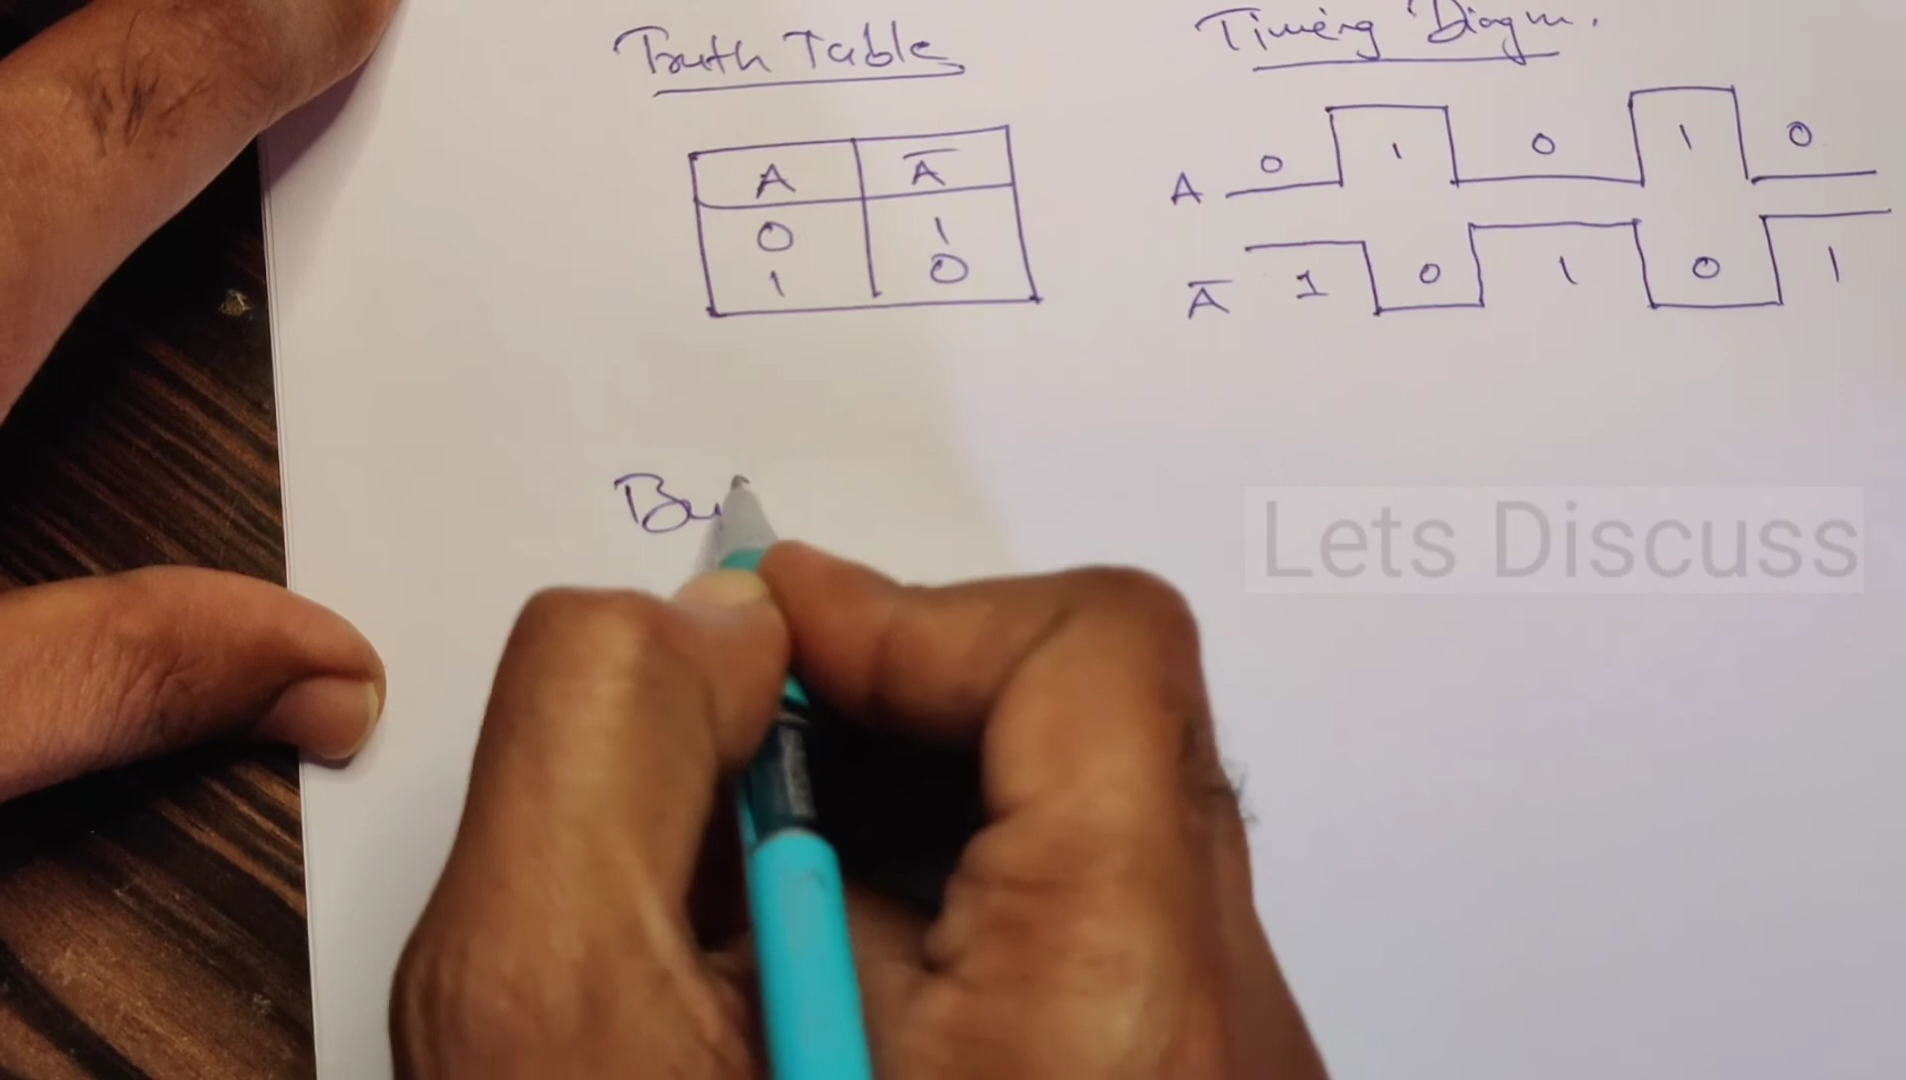 Truth Table
A A̅
0 1
1 0
Timing Diagm.
A 0 1 0 1 0
A̅ 1 0 1 0 1
Bu
Lets Discuss